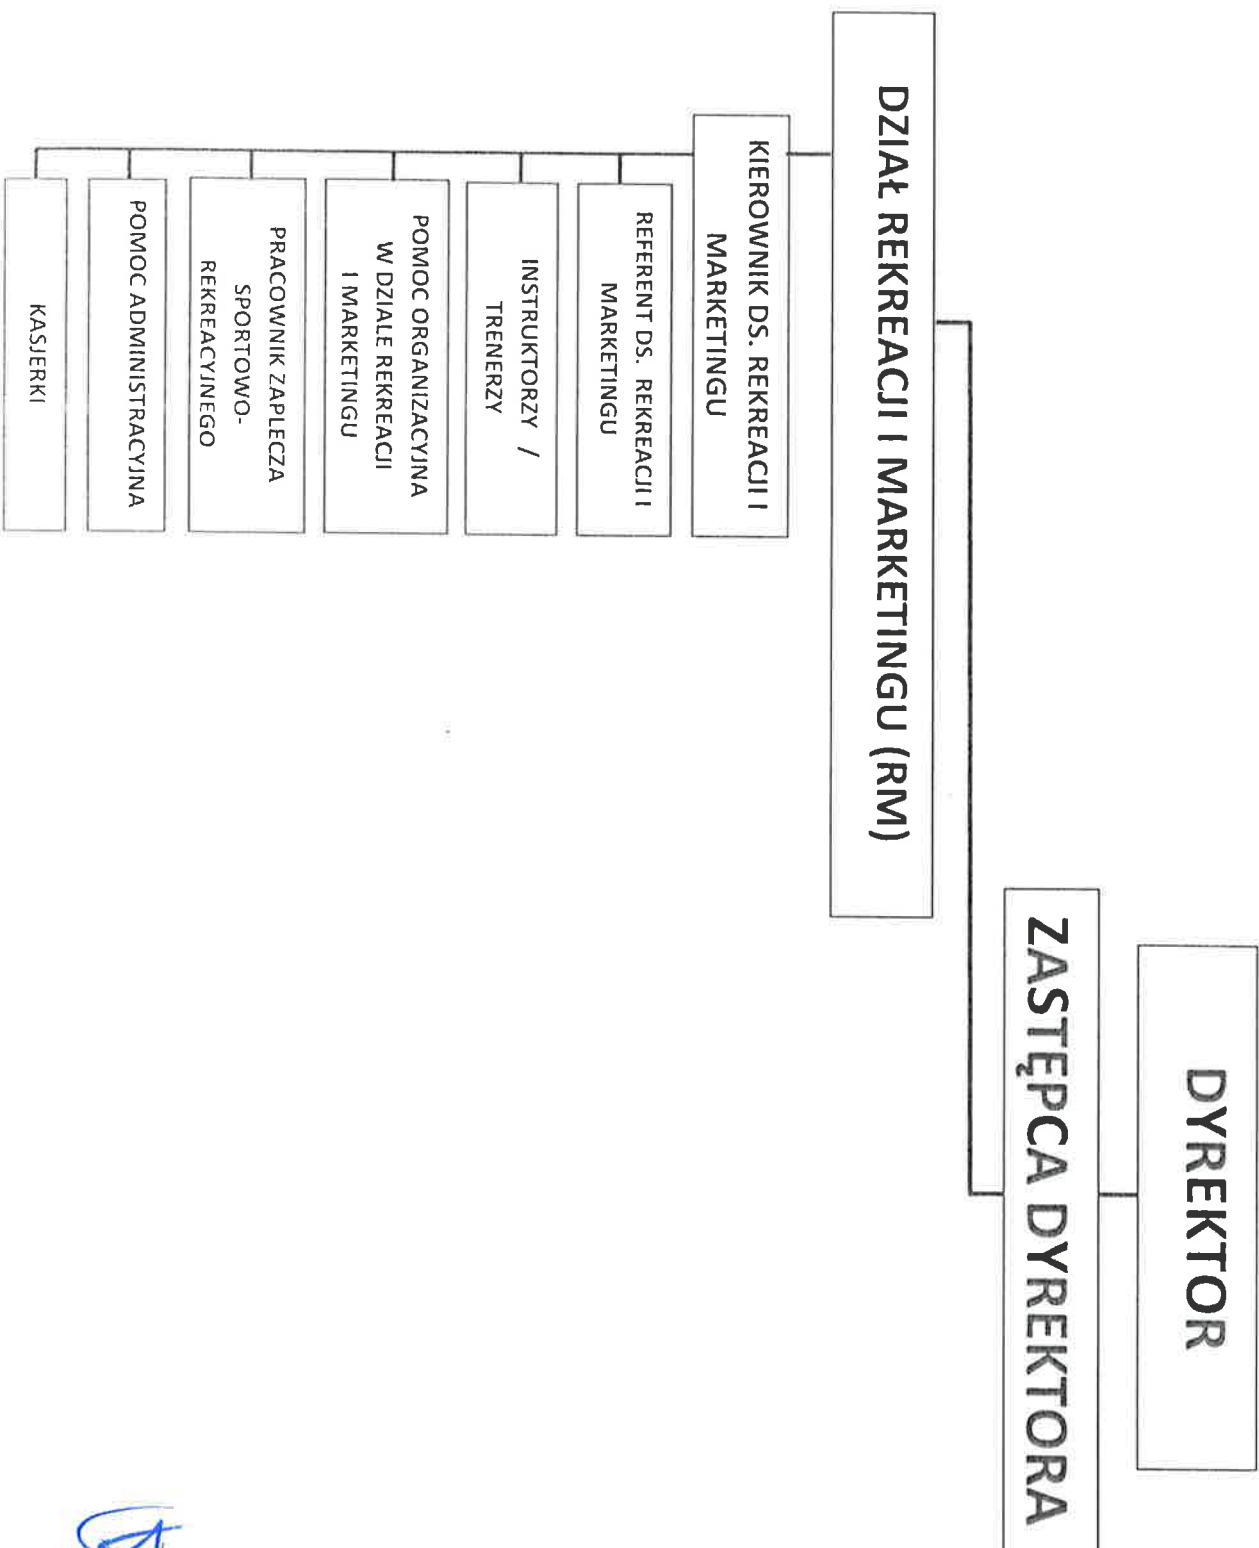 DYREKTOR
ZASTĘPCA DYREKTORA
DZIAŁ REKREACJI I MARKETINGU (RM)
KIEROWNIK DS. REKREACJI I
MARKETINGU
REFERENT DS. REKREACJI I
MARKETINGU
INSTRUKTORZY /
TRENERZY
POMOC ORGANIZACYJNA
W DZIALE REKREACJI
I MARKETINGU
PRACOWNIK ZAPLECZA
SPORTOWO-
REKREACYJNEGO
POMOC ADMINISTRACYJNA
KASJERKI